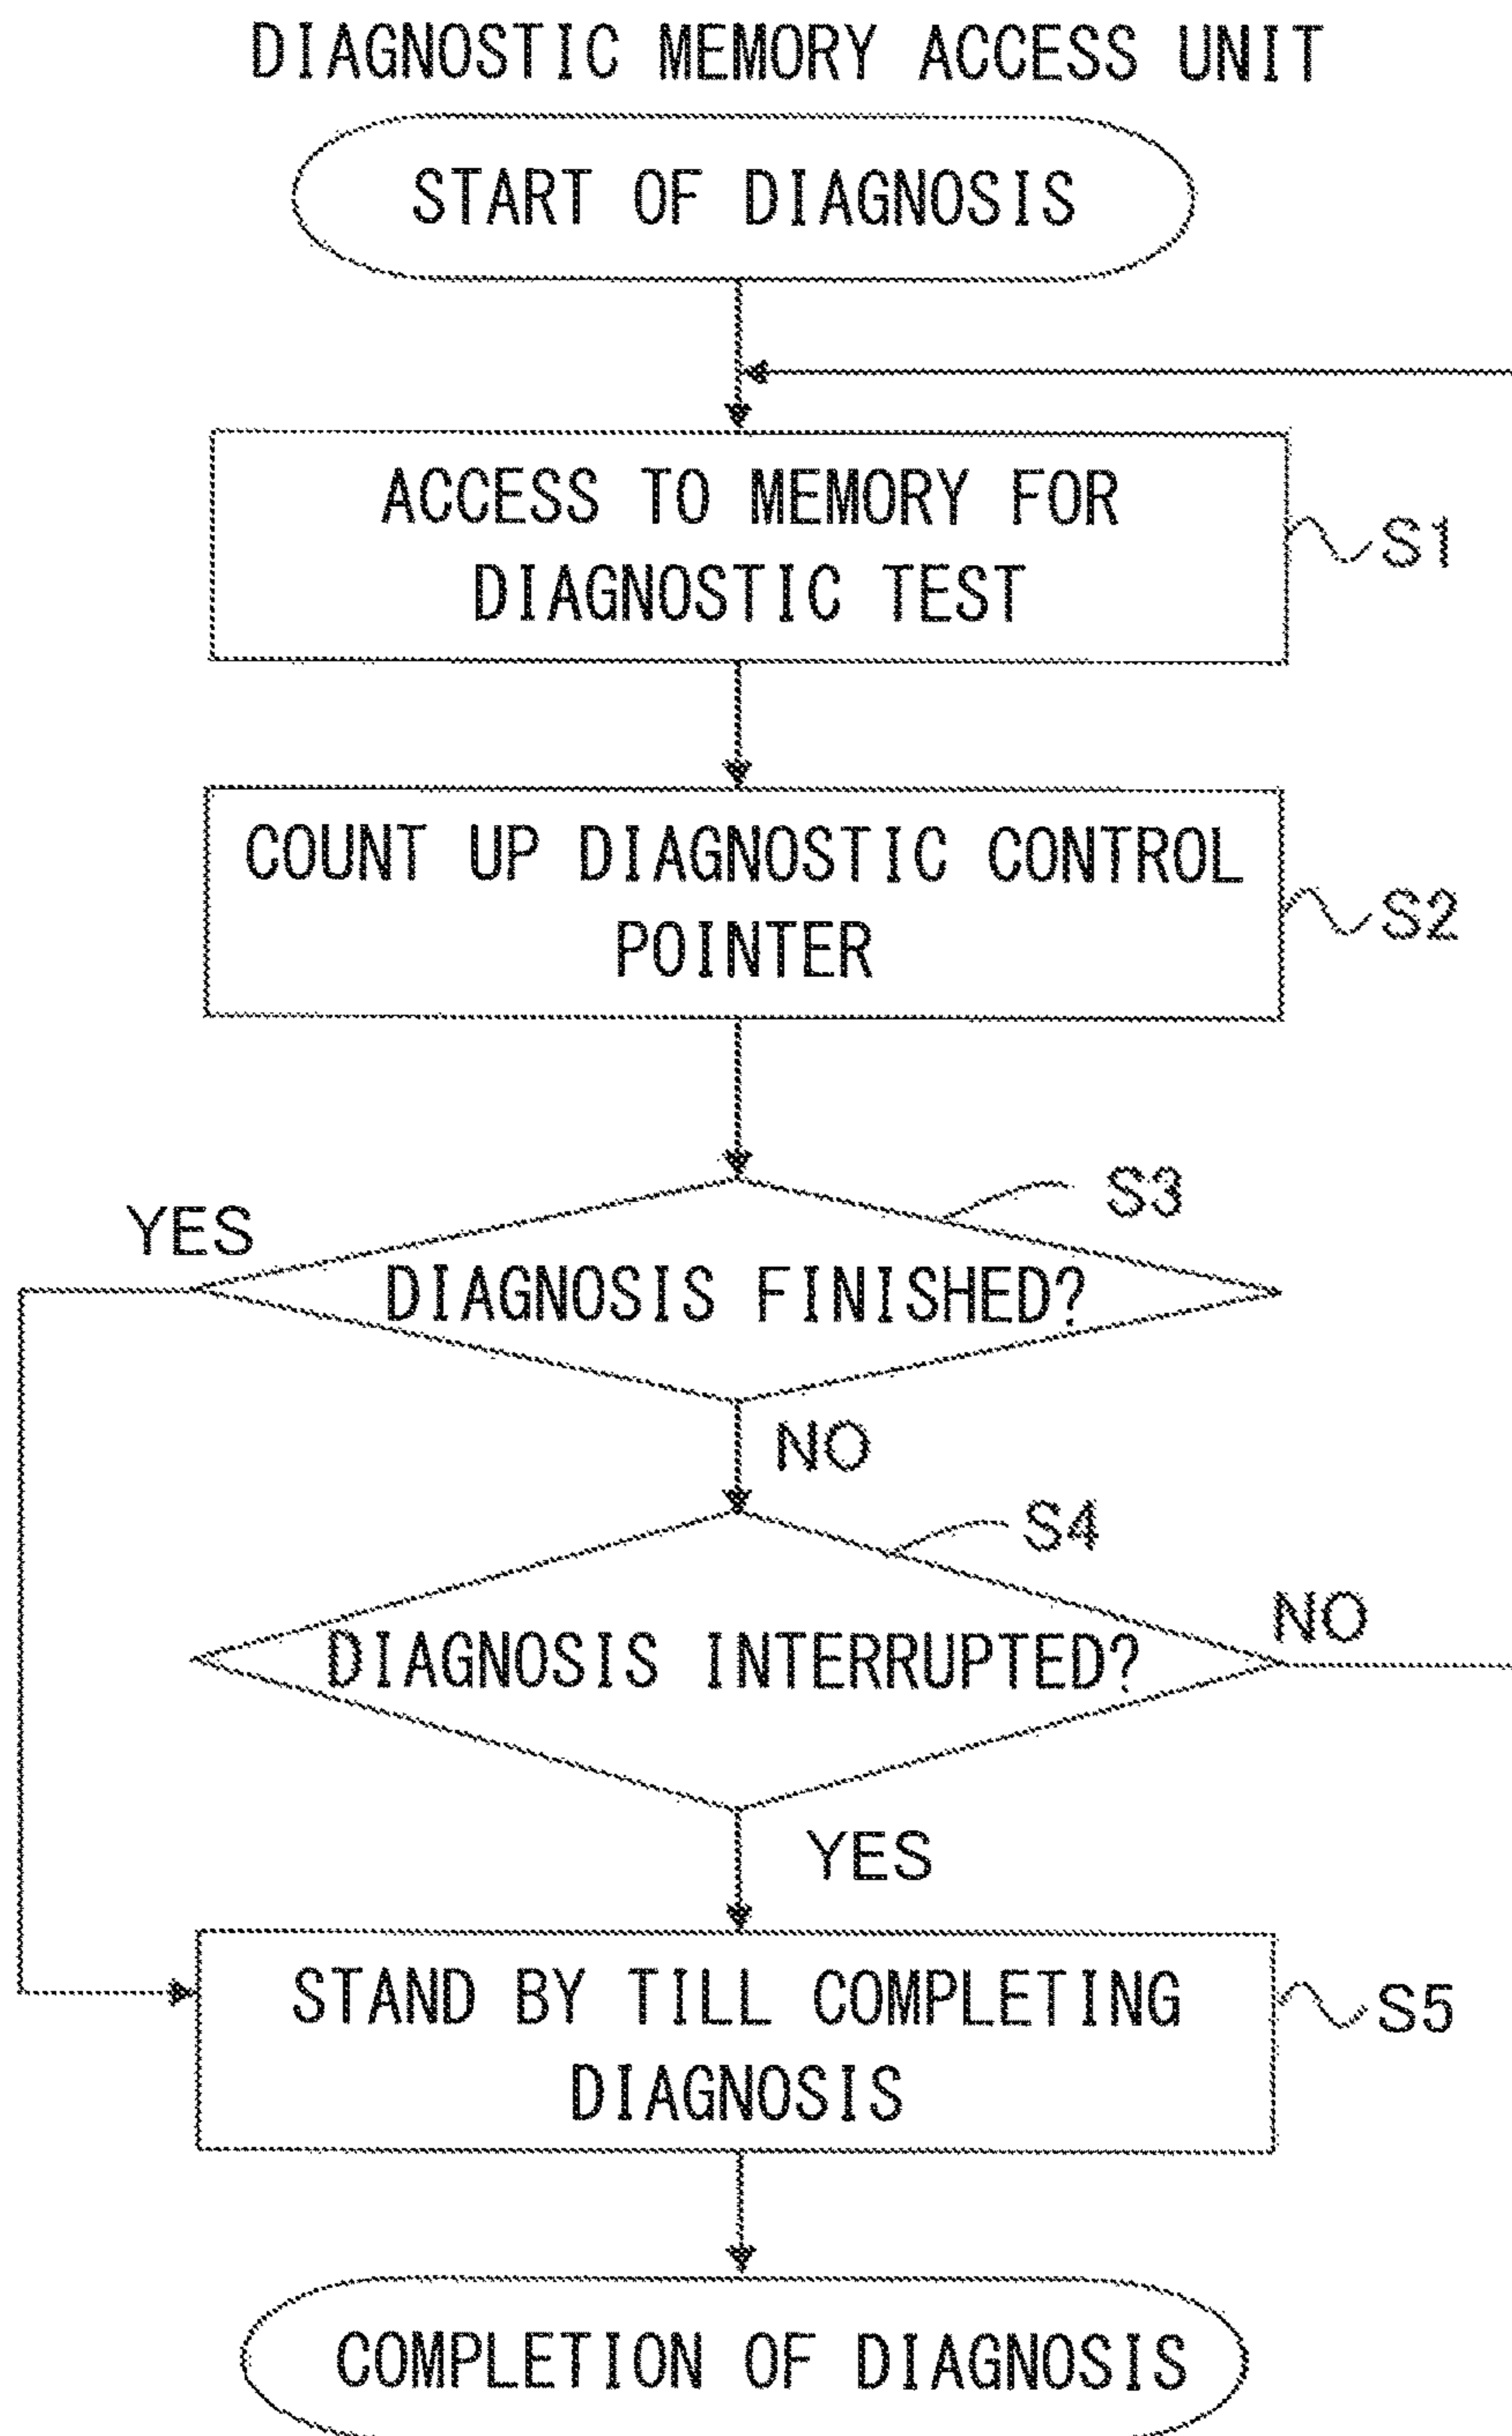 DIAGNOSTIC MEMORY ACCESS UNIT
START OF DIAGNOSIS
ACCESS TO MEMORY FOR
DIAGNOSTIC TEST
S1
COUNT UP DIAGNOSTIC CONTROL
POINTER
S2
S3
YES
DIAGNOSIS FINISHED?
NO
S4
NO
DIAGNOSIS INTERRUPTED?
YES
STAND BY TILL COMPLETING
DIAGNOSIS
S5
COMPLETION OF DIAGNOSIS